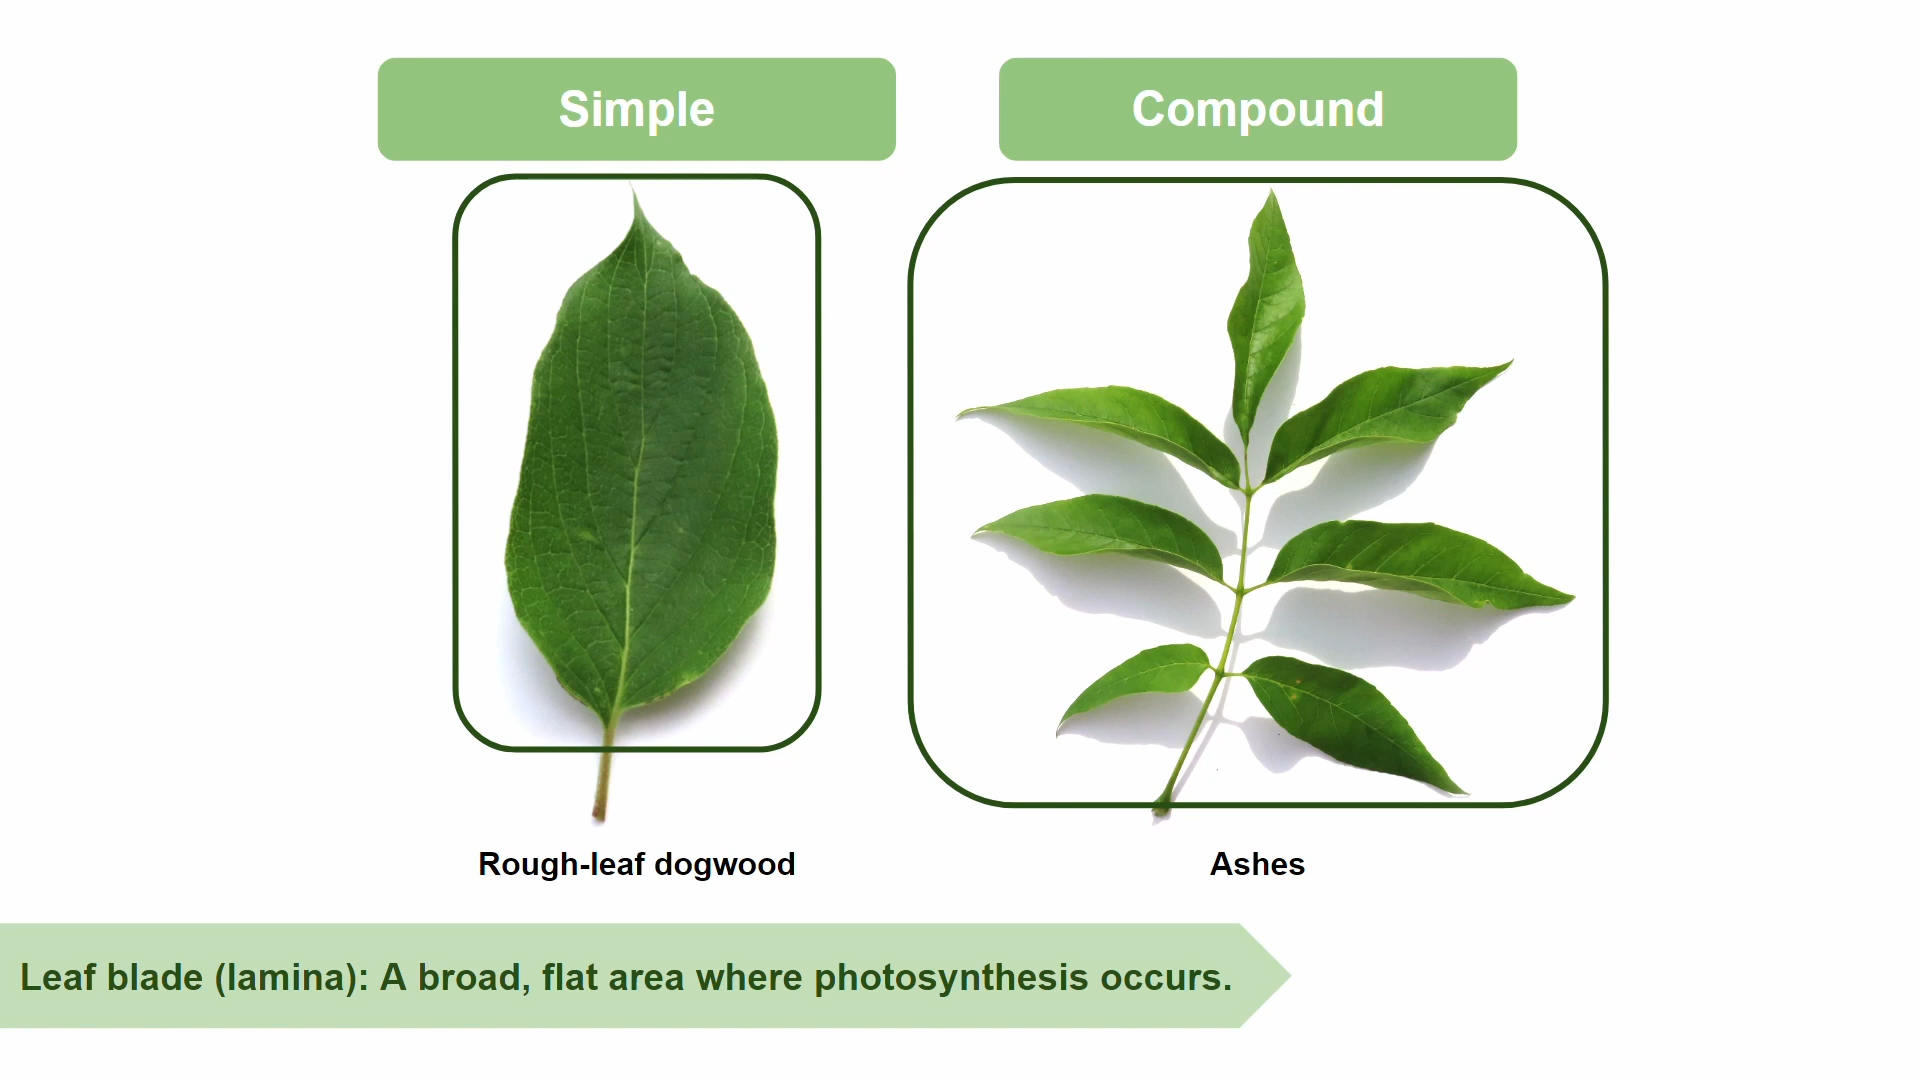 Simple
Compound
Rough-leaf dogwood
Ashes
Leaf blade (lamina): A broad, flat area where photosynthesis occurs.